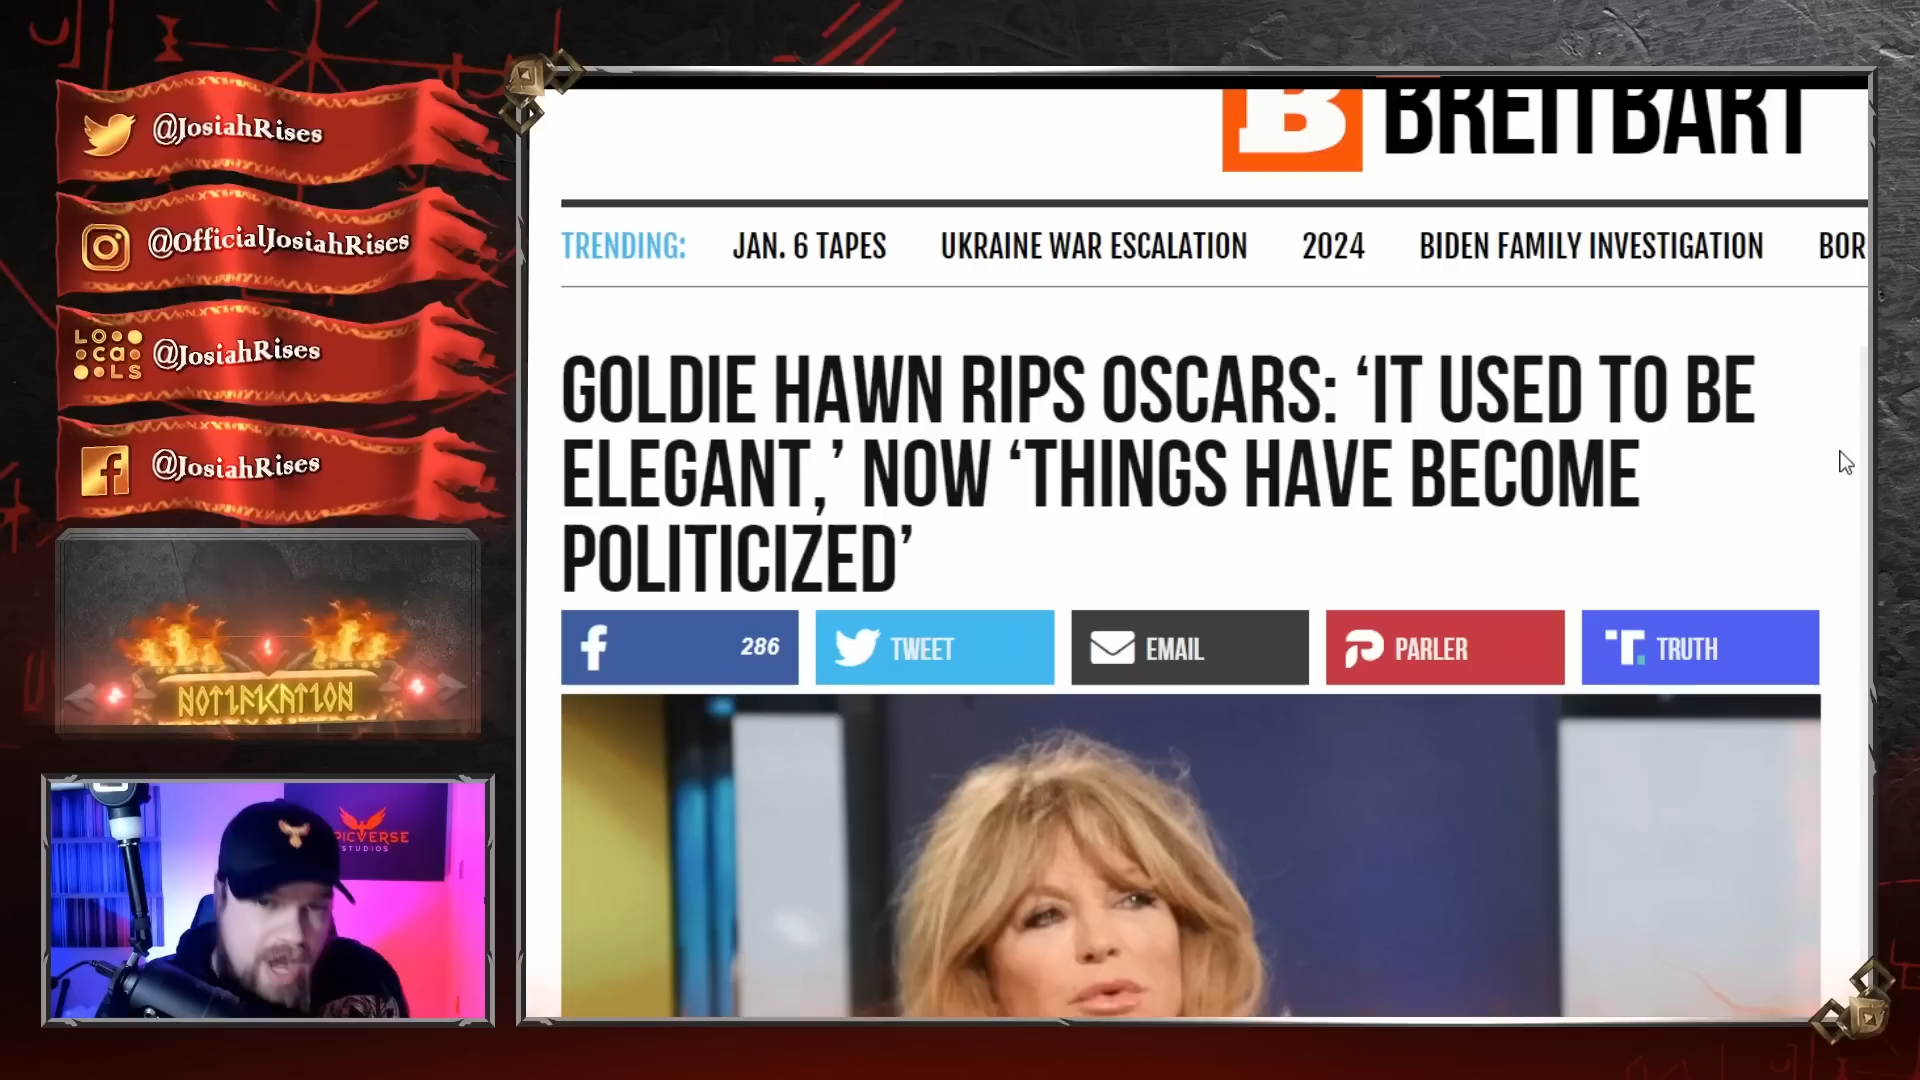 @JosiahRises
@OfficialJosiahRises
LOcaLS
@JosiahRises
@JosiahRises
NOTIFICATION
PICVERSE
STUDIOS
B BREITBART
TRENDING: JAN. 6 TAPES UKRAINE WAR ESCALATION 2024 BIDEN FAMILY INVESTIGATION BOR
GOLDIE HAWN RIPS OSCARS: ‘IT USED TO BE
ELEGANT,’ NOW ‘THINGS HAVE BECOME
POLITICIZED’
286 TWEET EMAIL PARLER TRUTH